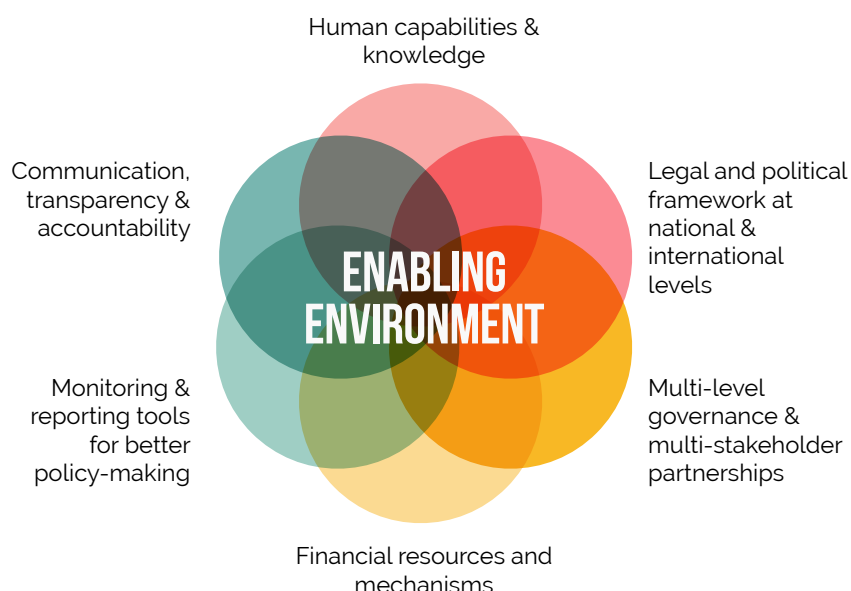 Human capabilities &
knowledge
Communication,
transparency &
accountability
Legal and political
framework at
national &
international
levels
ENABLING
ENVIRONMENT
Monitoring &
reporting tools
for better
policy-making
Multi-level
governance &
multi-stakeholder
partnerships
Financial resources and
mechanisms